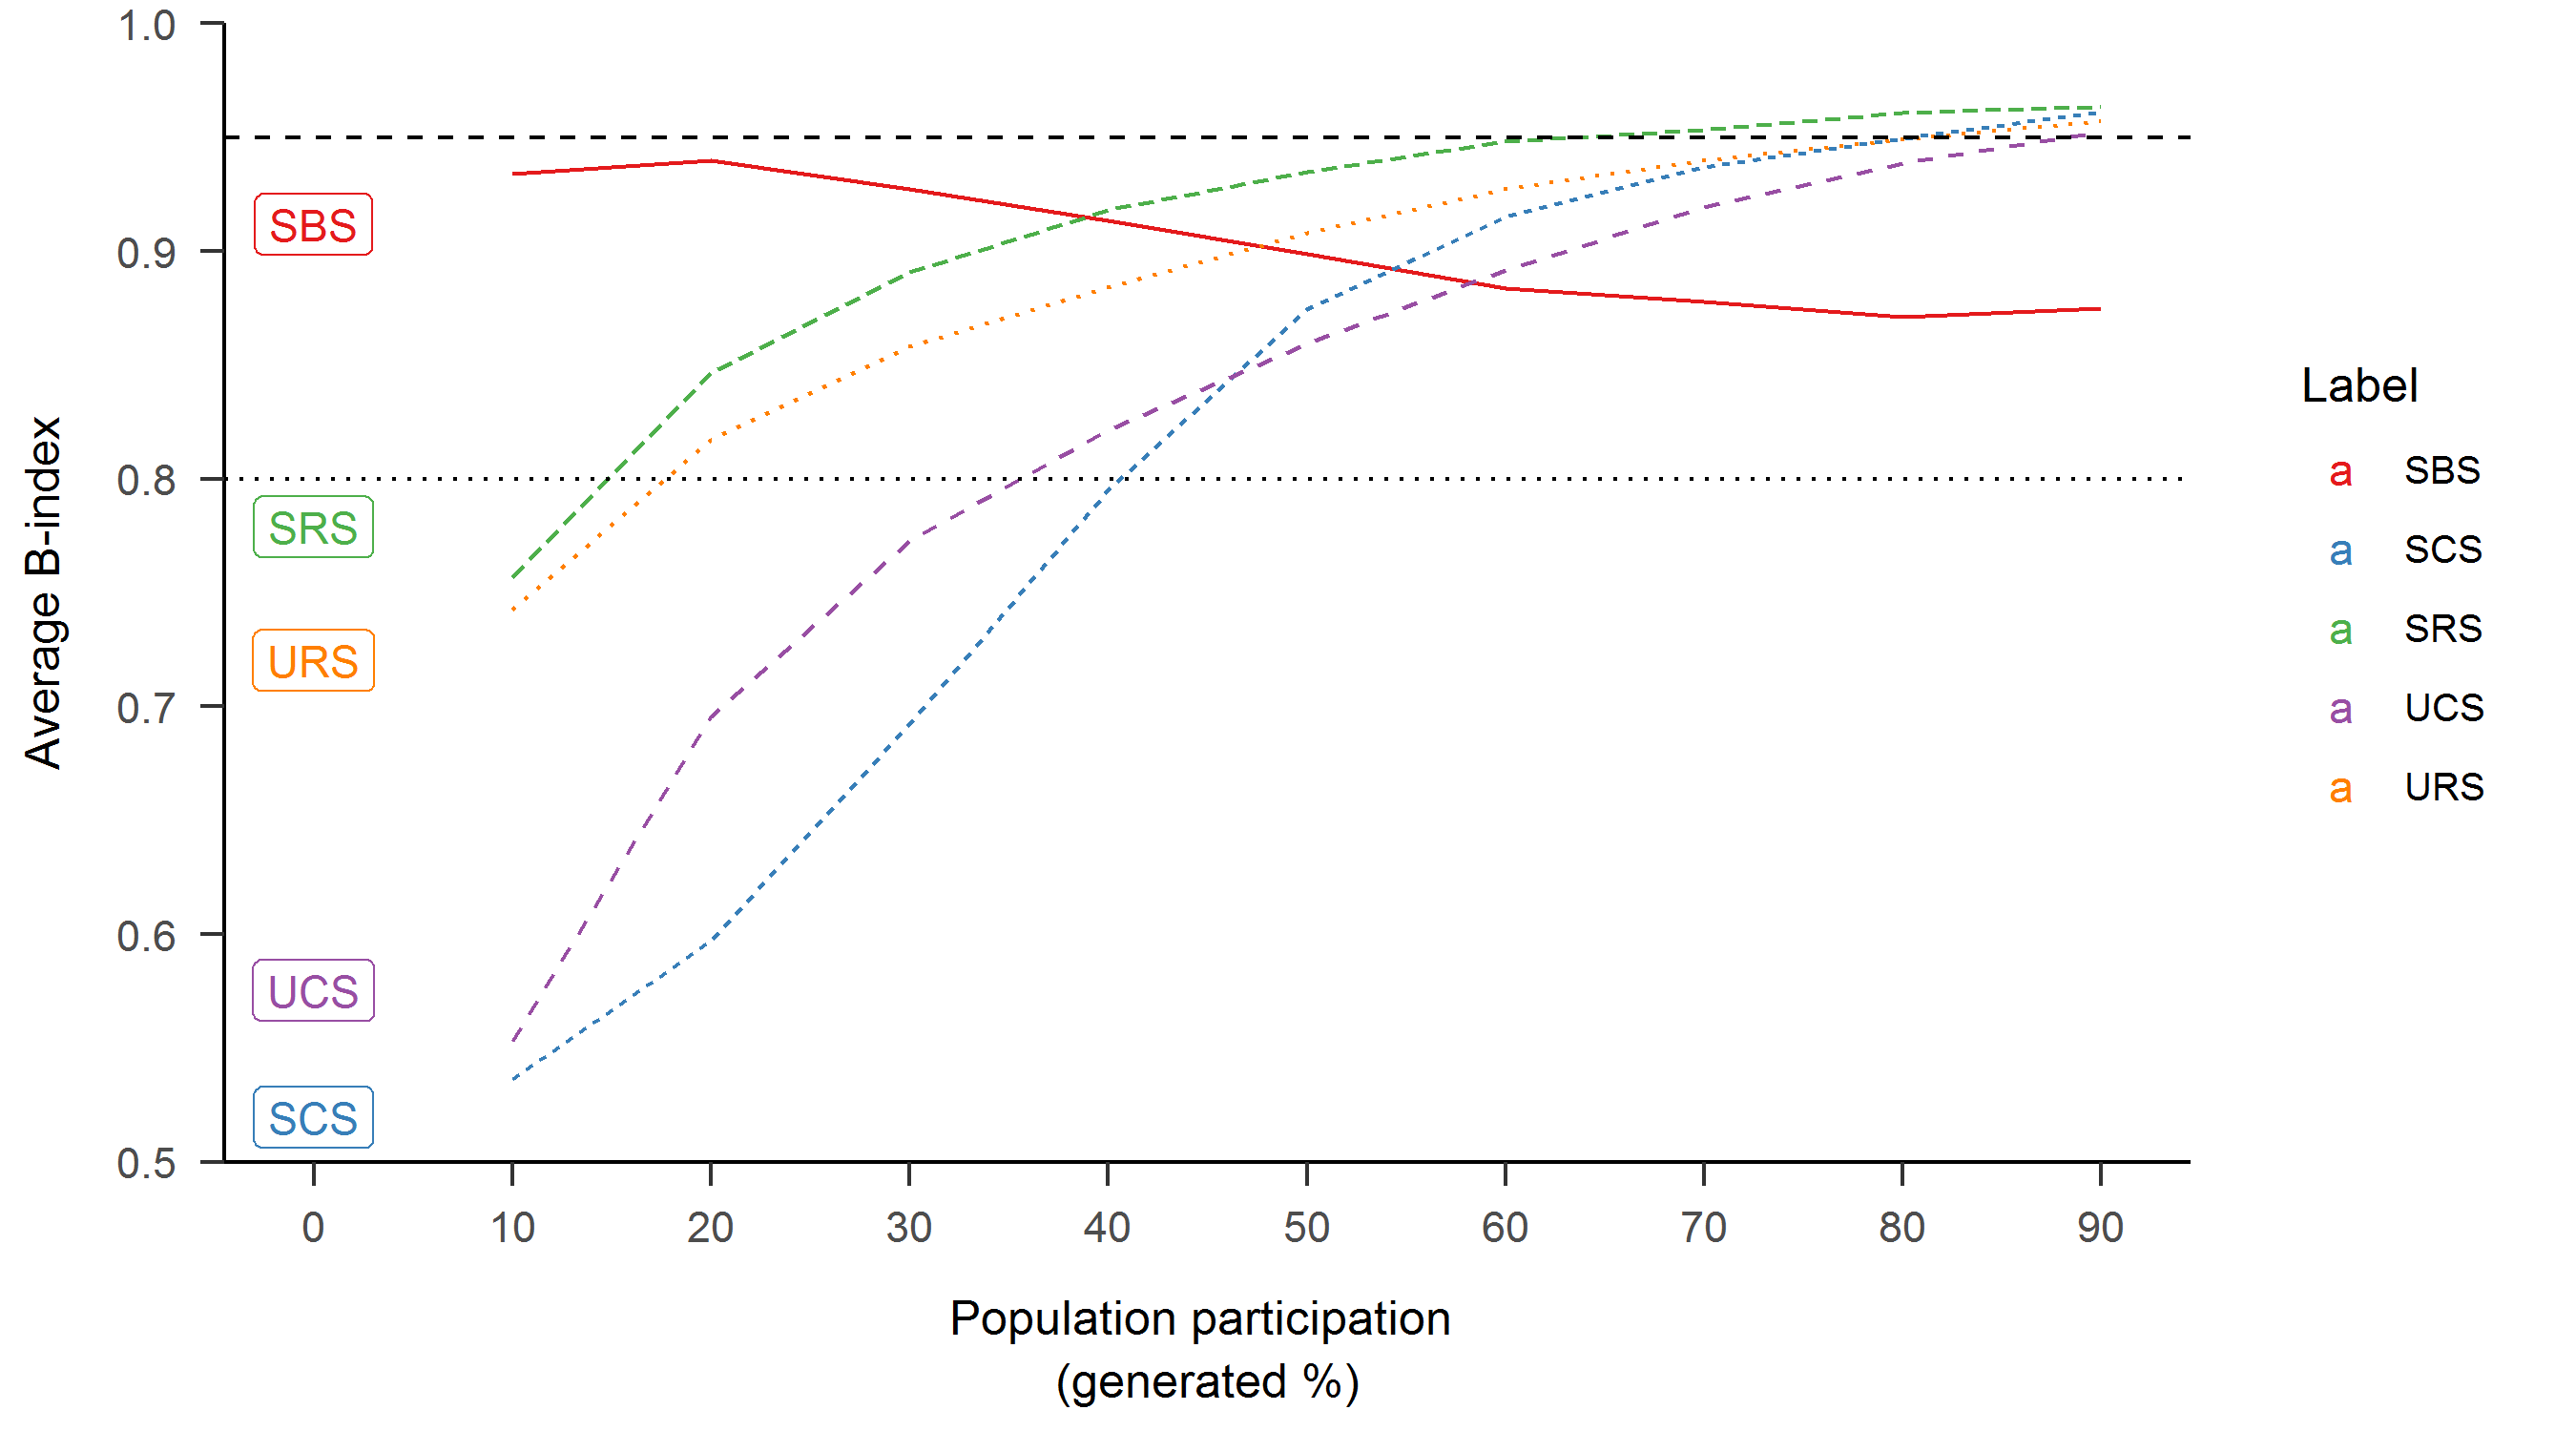 1.0
0.9
0.8
0.7
0.6
0.5
Average B-index
SBS
SRS
URS
UCS
SCS
0 10 20 30 40 50 60 70 80 90
Population participation
(generated %)
Label
a SBS
a SCS
a SRS
a UCS
a URS